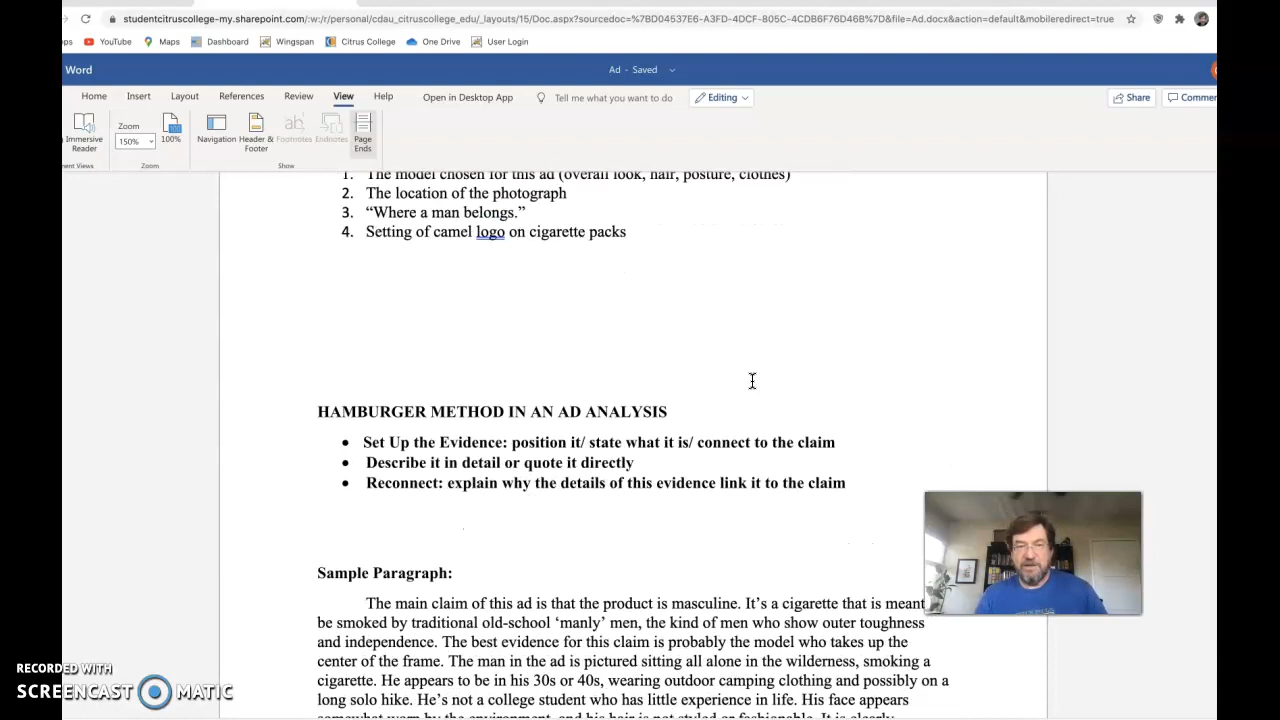 studentcitruscollege-my.sharepoint.com/:w:/r/personal/cdau_citruscollege_edu/_layouts/15/Doc.aspx?sourcedoc=%7BD04537E6-A3FD-4DCF-805C-4CDB6F76D46B%7D&file=Ad.docx&action=default&mobileredirect=true
YouTube Maps Dashboard Wingspan Citrus College One Drive User Login
Word Ad - Saved
Home Insert Layout References Review View Help Open in Desktop App Tell me what you want to do Editing Share
Immersive Reader
Zoom
150%
100%
Navigation
Header & Footer
Footnotes
Endnotes
Page Ends
Zoom Show
1. The model chosen for this ad (overall look, hair, posture, clothes)
2. The location of the photograph
3. “Where a man belongs.”
4. Setting of camel logo on cigarette packs
HAMBURGER METHOD IN AN AD ANALYSIS
• Set Up the Evidence: position it/ state what it is/ connect to the claim
• Describe it in detail or quote it directly
• Reconnect: explain why the details of this evidence link it to the claim
Sample Paragraph:
The main claim of this ad is that the product is masculine. It’s a cigarette that is meant
be smoked by traditional old-school ‘manly’ men, the kind of men who show outer toughness
and independence. The best evidence for this claim is probably the model who takes up the
center of the frame. The man in the ad is pictured sitting all alone in the wilderness, smoking a
cigarette. He appears to be in his 30s or 40s, wearing outdoor camping clothing and possibly on a
long solo hike. He’s not a college student who has little experience in life. His face appears
somewhat worn by the environment, and his hair is not styled or fashionable. It is clearly
RECORDED WITH
SCREENCAST MATIC